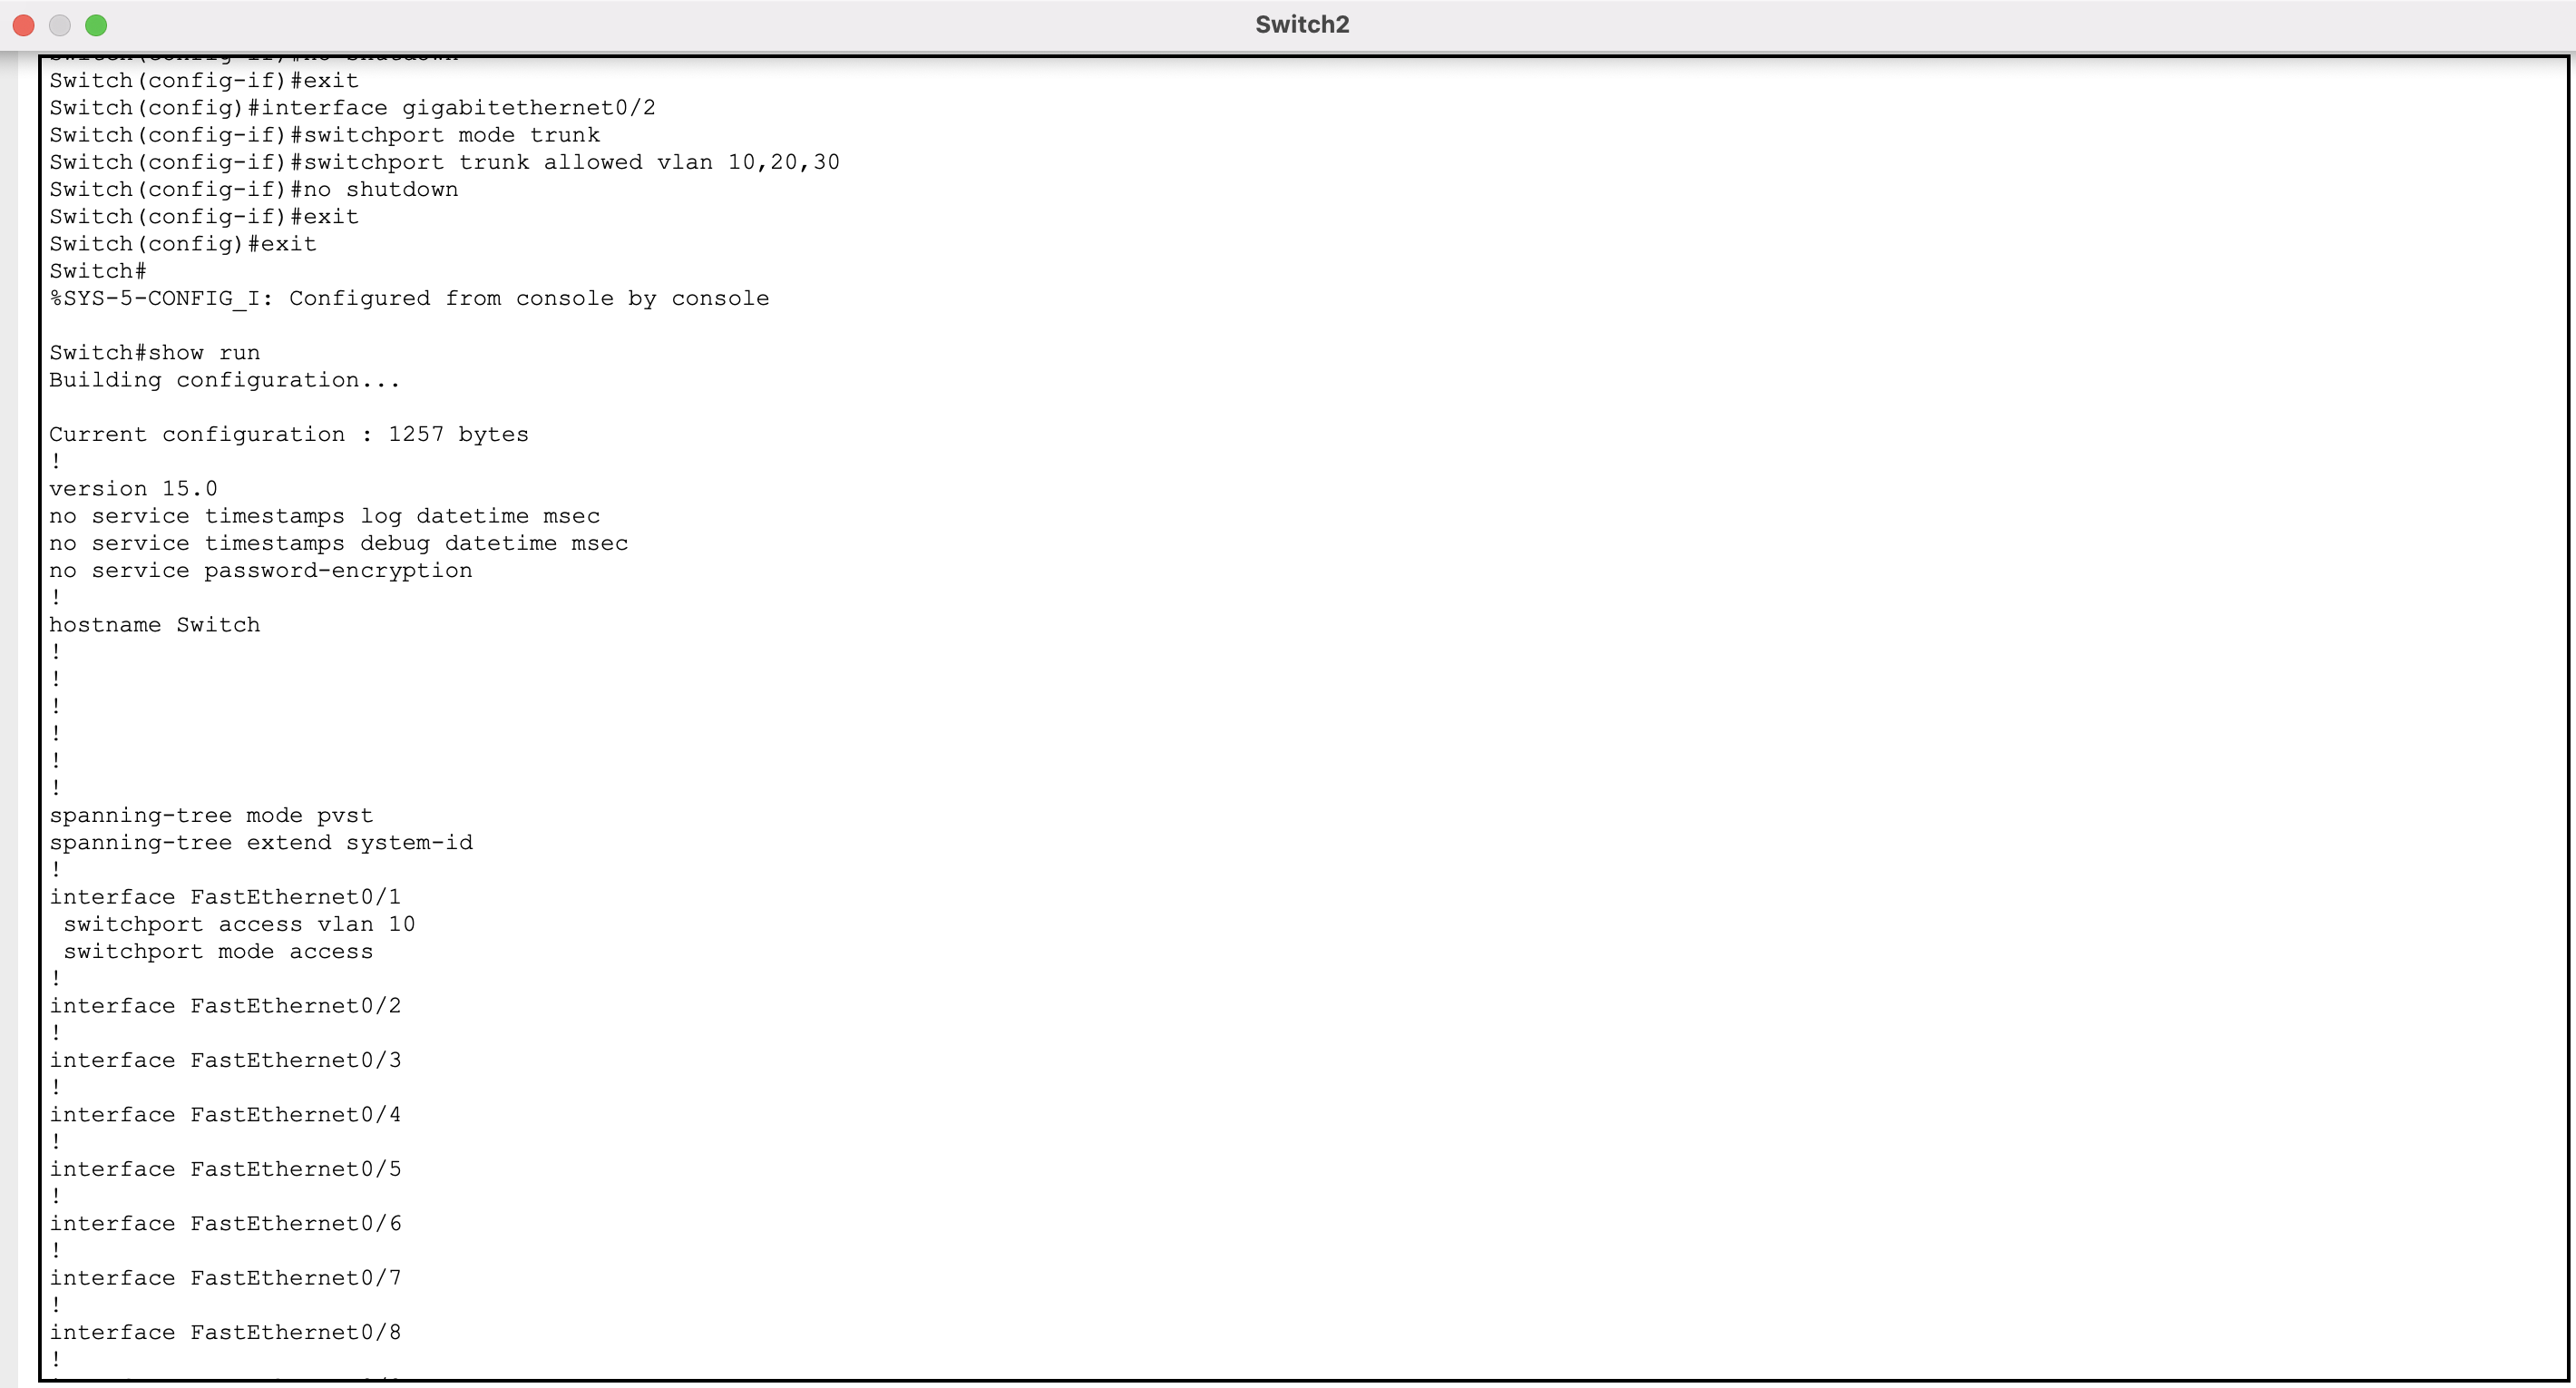 Switch2
Switch(config-if)#no shutdown
Switch(config-if)#exit
Switch(config)#interface gigabitethernet0/2
Switch(config-if)#switchport mode trunk
Switch(config-if)#switchport trunk allowed vlan 10,20,30
Switch(config-if)#no shutdown
Switch(config-if)#exit
Switch(config)#exit
Switch#
%SYS-5-CONFIG_I: Configured from console by console
Switch#show run
Building configuration...
Current configuration : 1257 bytes
!
version 15.0
no service timestamps log datetime msec
no service timestamps debug datetime msec
no service password-encryption
!
hostname Switch
!
!
!
!
!
!
spanning-tree mode pvst
spanning-tree extend system-id
!
interface FastEthernet0/1
 switchport access vlan 10
 switchport mode access
!
interface FastEthernet0/2
!
interface FastEthernet0/3
!
interface FastEthernet0/4
!
interface FastEthernet0/5
!
interface FastEthernet0/6
!
interface FastEthernet0/7
!
interface FastEthernet0/8
!